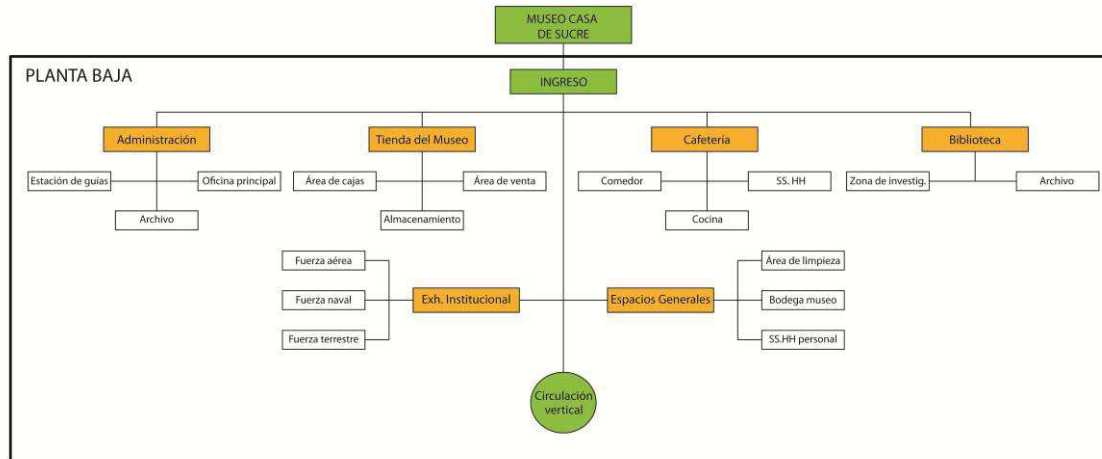 MUSEO CASA
DE SUCRE
PLANTA BAJA
INGRESO
Administración
Tienda del Museo
Cafetería
Biblioteca
Estación de guías
Oficina principal
Área de cajas
Área de venta
Comedor
SS. HH
Zona de investig.
Archivo
Archivo
Almacenamiento
Cocina
Fuerza aérea
Área de limpieza
Fuerza naval
Exh. Institucional
Espacios Generales
Bodega museo
Fuerza terrestre
SS.HH personal
Circulación
vertical